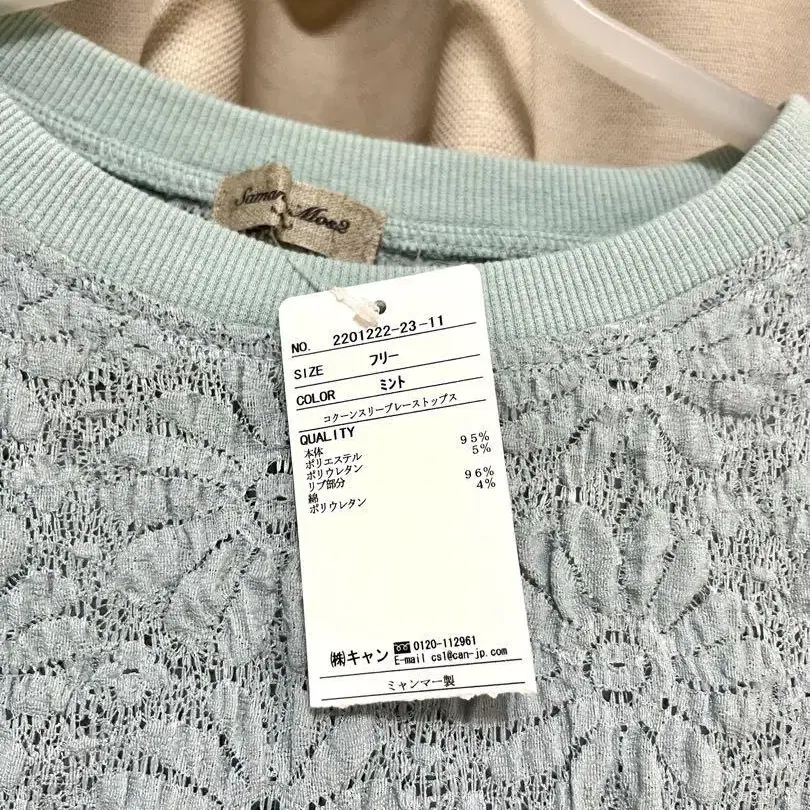 Saman
Mos2
NO. 2201222-23-11
SIZE フリー
COLOR ミント
コクーンスリーブレーストップス
QUALITY
本体
ポリエステル 95%
ポリウレタン 5%
リブ部分
綿 96%
ポリウレタン 4%
㈱キャン 0120-112961
E-mail cs1@can-jp.com
ミャンマー製